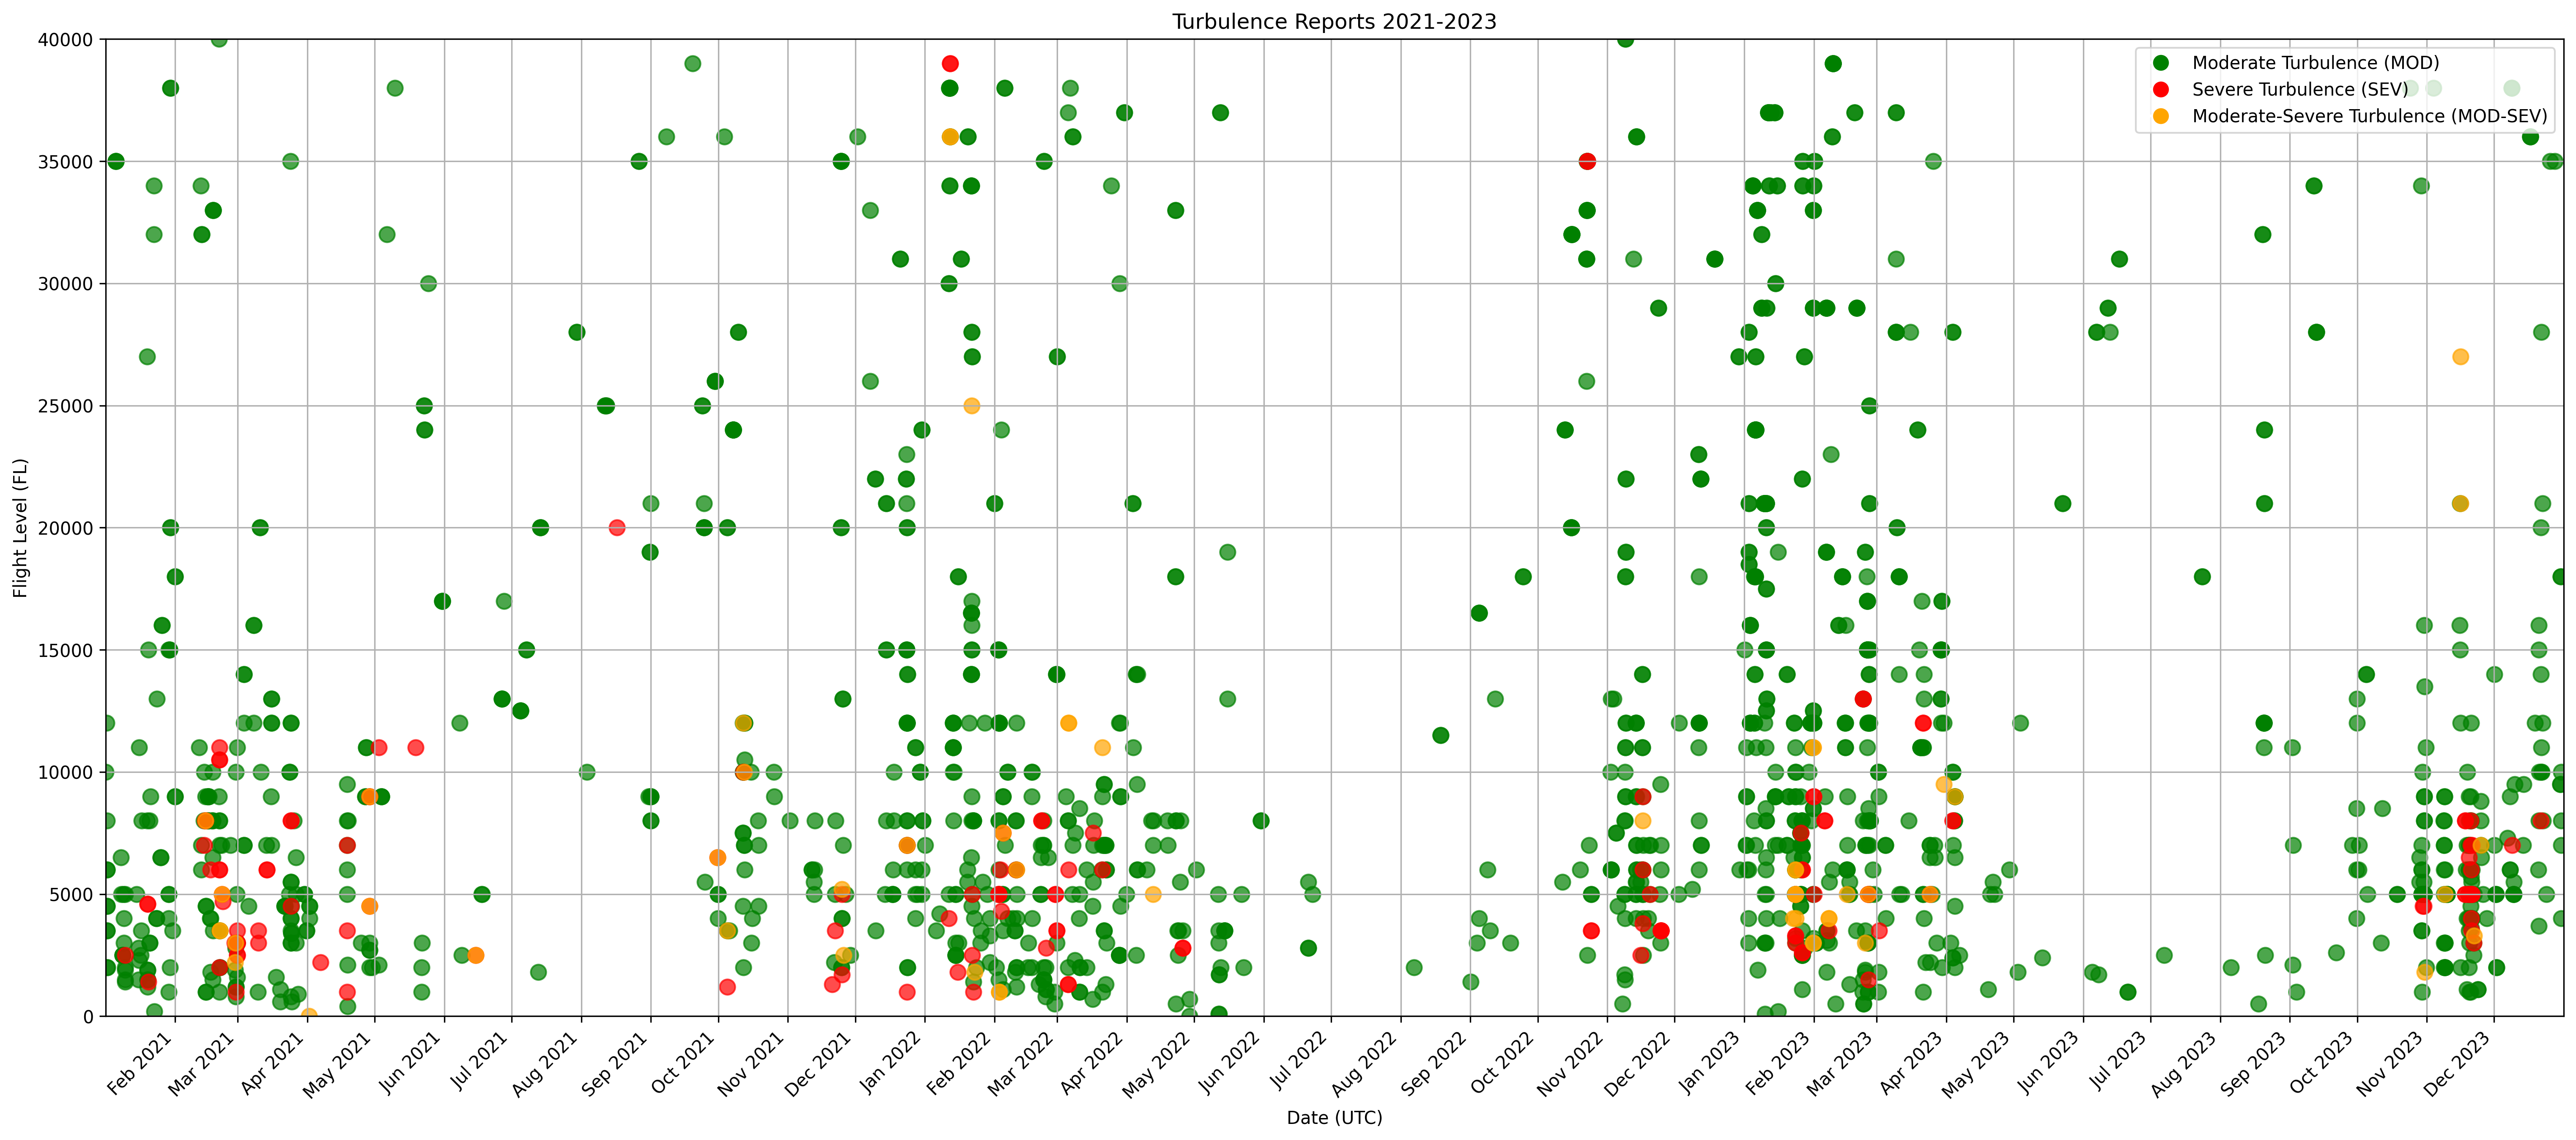 Turbulence Reports 2021-2023
Moderate Turbulence (MOD)
Severe Turbulence (SEV)
Moderate-Severe Turbulence (MOD-SEV)
Flight Level (FL)
40000
35000
30000
25000
20000
15000
10000
5000
0
Feb 2021
Mar 2021
Apr 2021
May 2021
Jun 2021
Jul 2021
Aug 2021
Sep 2021
Oct 2021
Nov 2021
Dec 2021
Jan 2022
Feb 2022
Mar 2022
Apr 2022
May 2022
Jun 2022
Jul 2022
Aug 2022
Sep 2022
Oct 2022
Nov 2022
Dec 2022
Jan 2023
Feb 2023
Mar 2023
Apr 2023
May 2023
Jun 2023
Jul 2023
Aug 2023
Sep 2023
Oct 2023
Nov 2023
Dec 2023
Date (UTC)